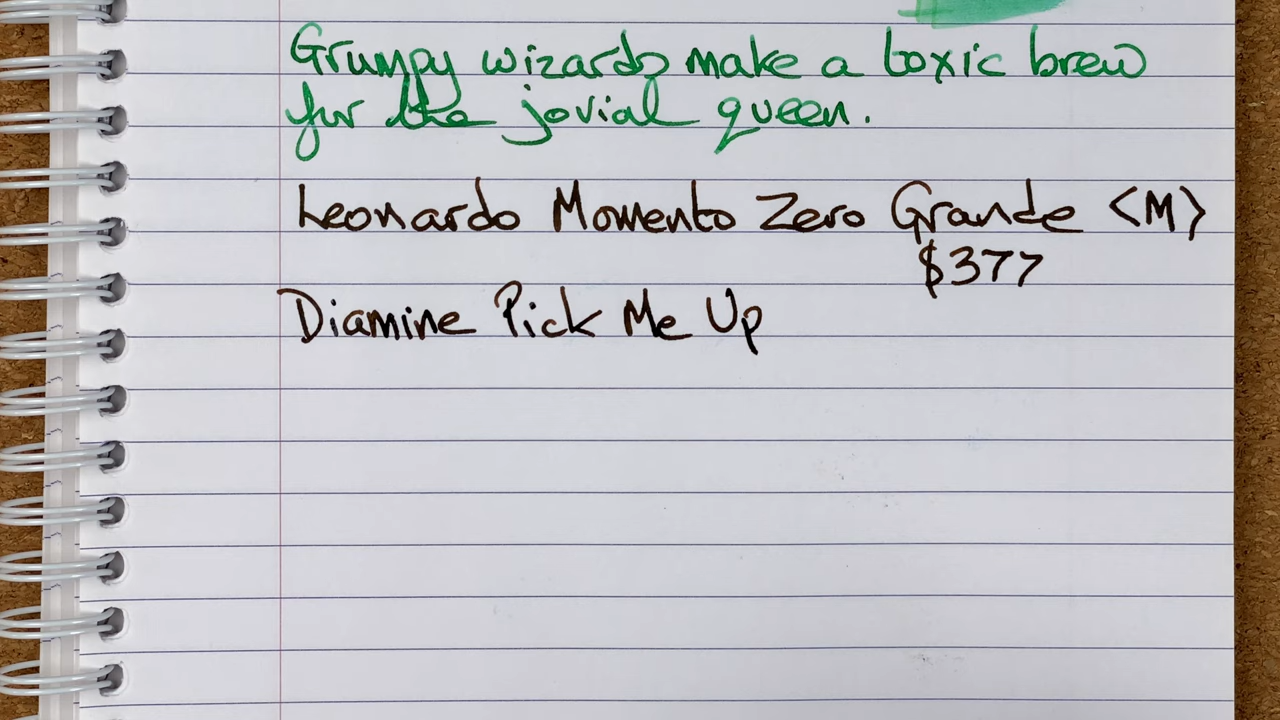 Grumpy wizards make a toxic brew
for the jovial queen.
Leonardo Momento Zero Grande <M>
$377
Diamine Pick Me Up